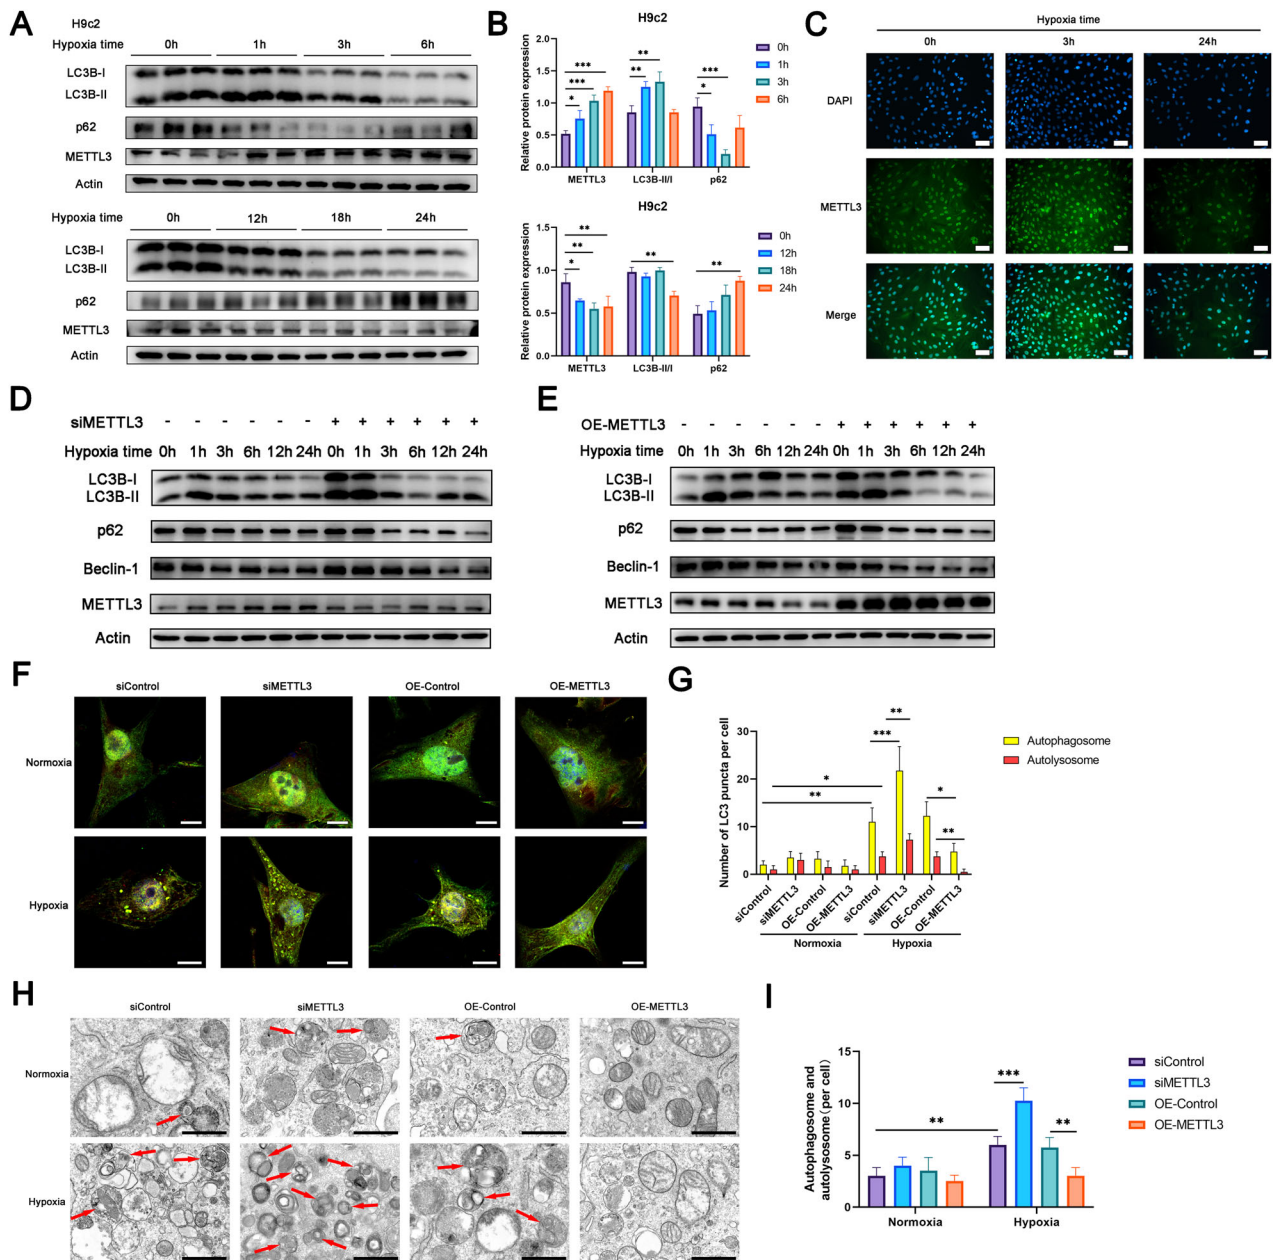 A
H9c2
Hypoxia time 0h 1h 3h 6h
LC3B-I
LC3B-II
p62
METTL3
Actin
Hypoxia time 0h 12h 18h 24h
LC3B-I
LC3B-II
p62
METTL3
Actin
B
H9c2
Relative protein expression
2.0
1.5
1.0
0.5
0.0
*
***
***
**
**
*
***
METTL3 LC3B-II/I p62
0h
1h
3h
6h
H9c2
Relative protein expression
1.5
1.0
0.5
0.0
*
**
**
**
**
METTL3 LC3B-II/I p62
0h
12h
18h
24h
C
Hypoxia time
0h 3h 24h
DAPI
METTL3
Merge
D
siMETTL3 - - - - - - + + + + + +
Hypoxia time 0h 1h 3h 6h 12h 24h 0h 1h 3h 6h 12h 24h
LC3B-I
LC3B-II
p62
Beclin-1
METTL3
Actin
E
OE-METTL3 - - - - - - + + + + + +
Hypoxia time 0h 1h 3h 6h 12h 24h 0h 1h 3h 6h 12h 24h
LC3B-I
LC3B-II
p62
Beclin-1
METTL3
Actin
F
siControl siMETTL3 OE-Control OE-METTL3
Normoxia
Hypoxia
G
Number of LC3 puncta per cell
30
20
10
0
**
***
*
**
*
**
siControl siMETTL3 OE-Control OE-METTL3 siControl siMETTL3 OE-Control OE-METTL3
Normoxia Hypoxia
Autophagosome
Autolysosome
H
siControl siMETTL3 OE-Control OE-METTL3
Normoxia
Hypoxia
I
Autophagosome and
autolysosome (per cell)
15
10
5
0
***
**
**
Normoxia Hypoxia
siControl
siMETTL3
OE-Control
OE-METTL3